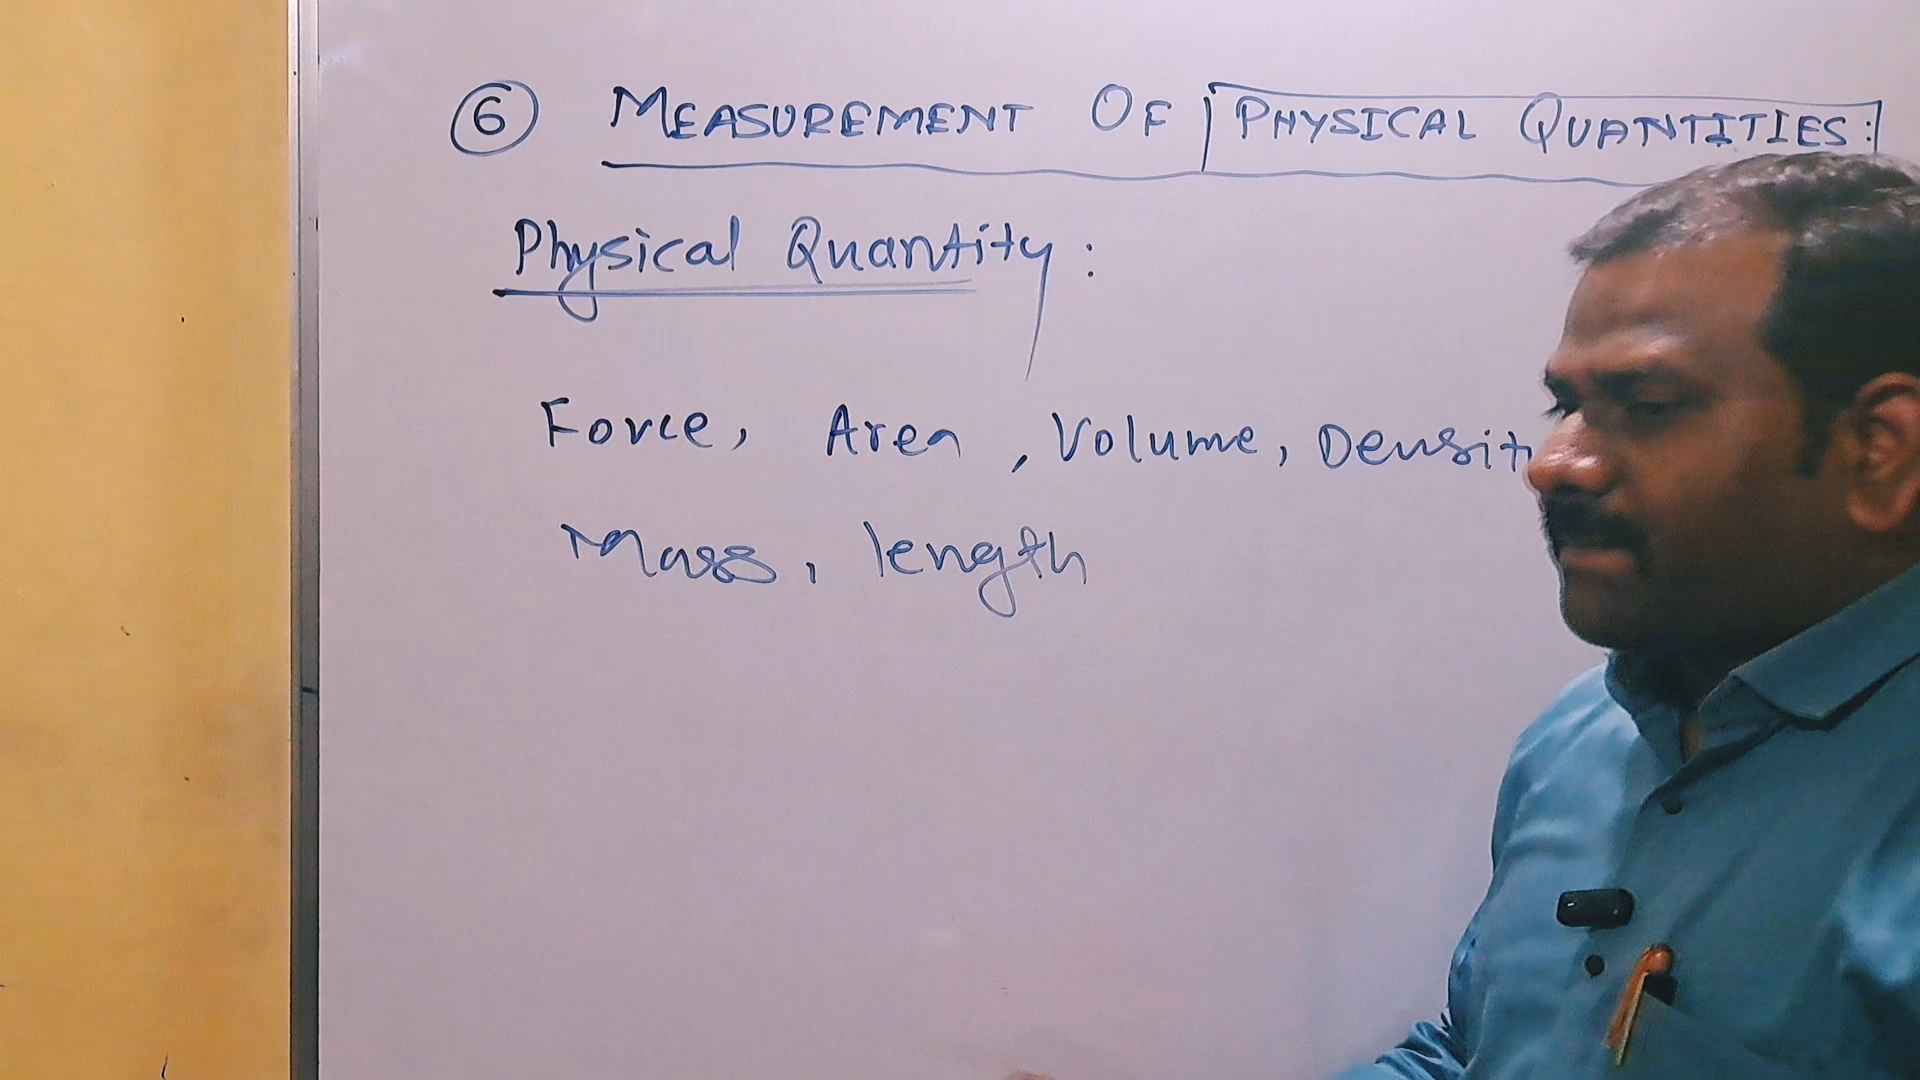 6 MEASUREMENT OF PHYSICAL QUANTITIES:
Physical Quantity:
Force, Area, Volume, Densit
Mass, length